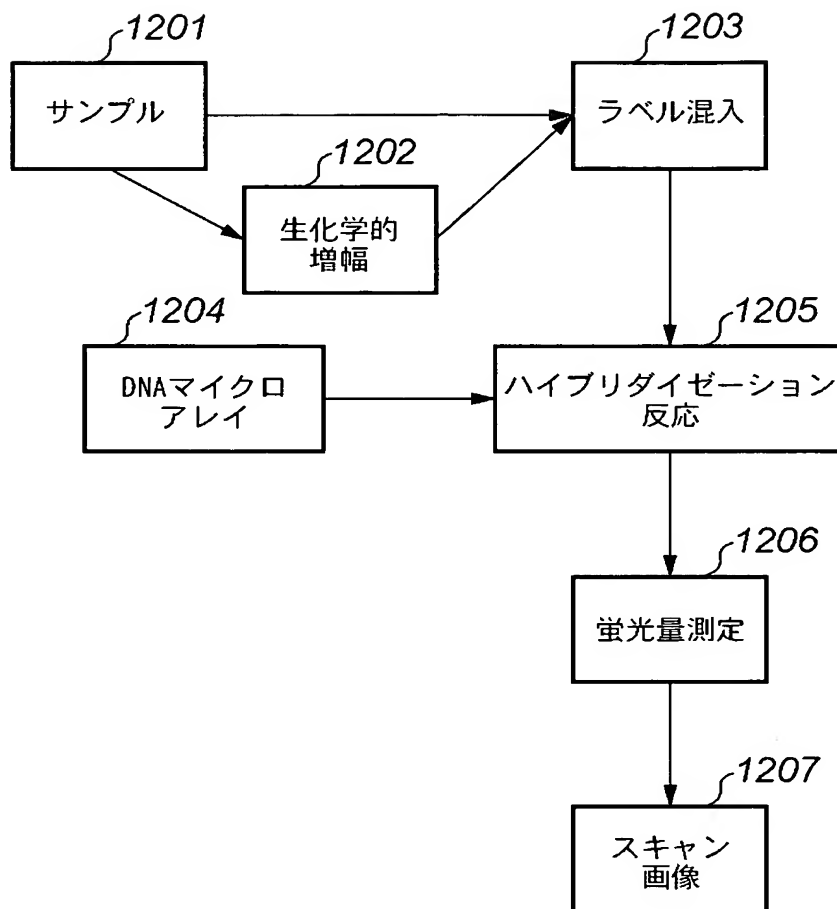 1201
サンプル
1203
ラベル混入
1202
生化学的
増幅
1204
DNAマイクロ
アレイ
1205
ハイブリダイゼーション
反応
1206
蛍光量測定
1207
スキャン
画像